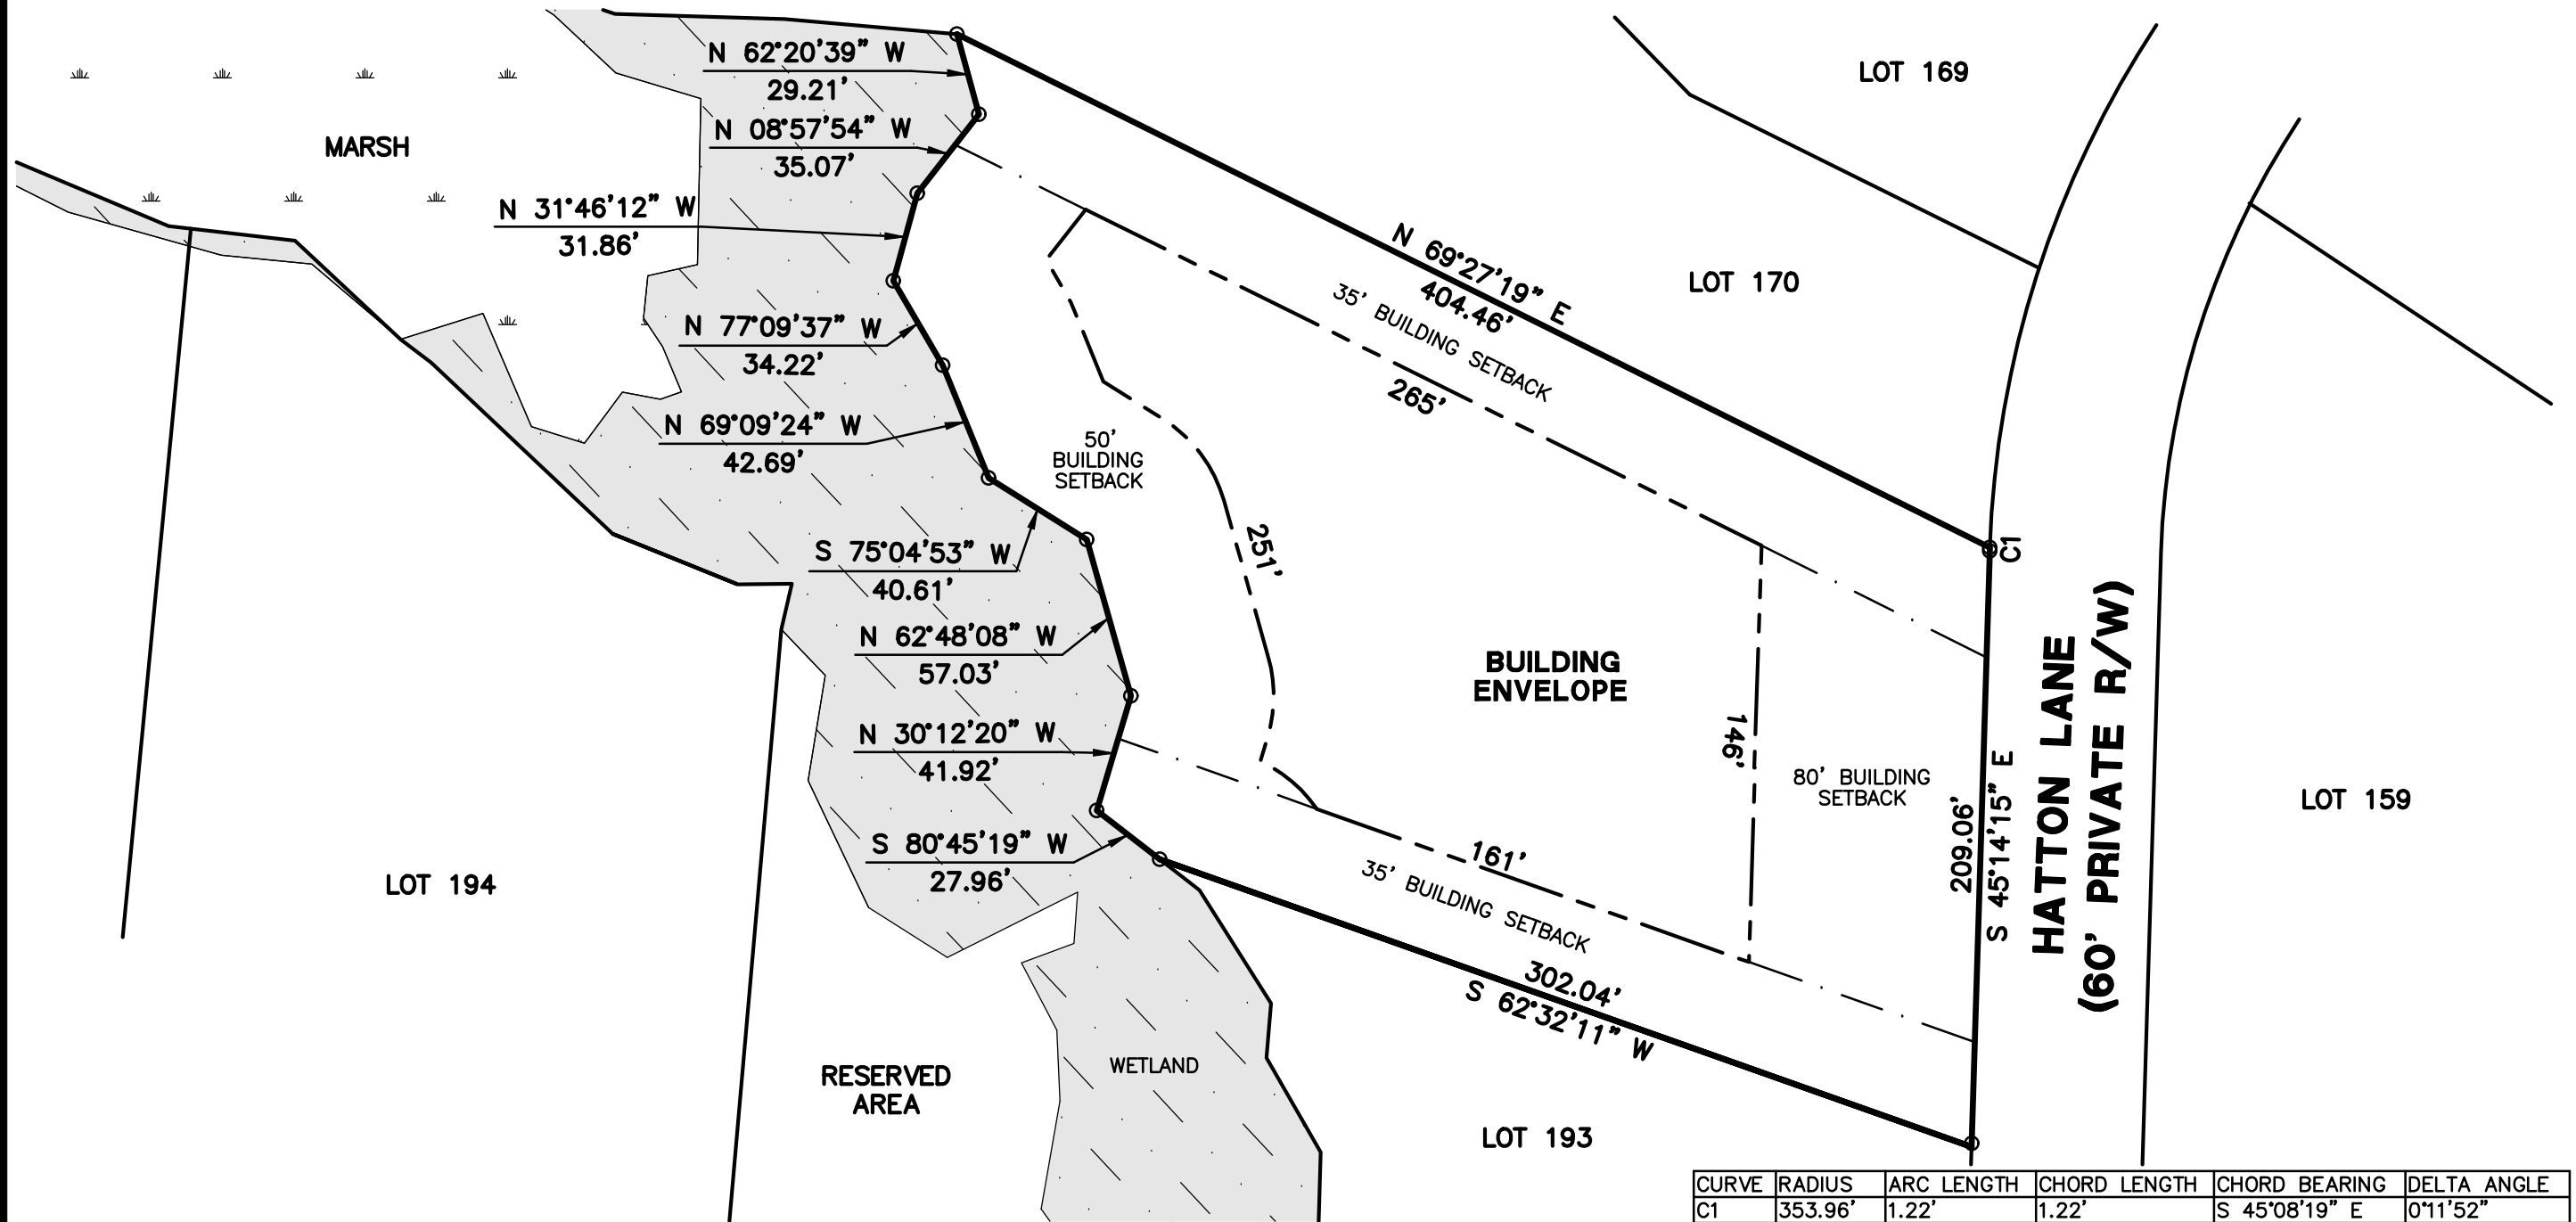 N 62°20'39" W
29.21'
N 08°57'54" W
35.07'
N 31°46'12" W
31.86'
N 77°09'37" W
34.22'
N 69°09'24" W
42.69'
S 75°04'53" W
40.61'
N 62°48'08" W
57.03'
N 30°12'20" W
41.92'
S 80°45'19" W
27.96'
MARSH
LOT 169
LOT 170
N 69°27'19" E
404.46'
35' BUILDING SETBACK
265'
50'
BUILDING
SETBACK
251'
C1
BUILDING
ENVELOPE
146'
80' BUILDING
SETBACK
209.06'
S 45°14'15" E
HATTON LANE
(60' PRIVATE R/W)
LOT 159
161'
35' BUILDING SETBACK
302.04'
S 62°32'11" W
LOT 194
RESERVED
AREA
WETLAND
LOT 193
CURVE RADIUS ARC LENGTH CHORD LENGTH CHORD BEARING DELTA ANGLE
C1 353.96' 1.22' 1.22' S 45°08'19" E 0°11'52"